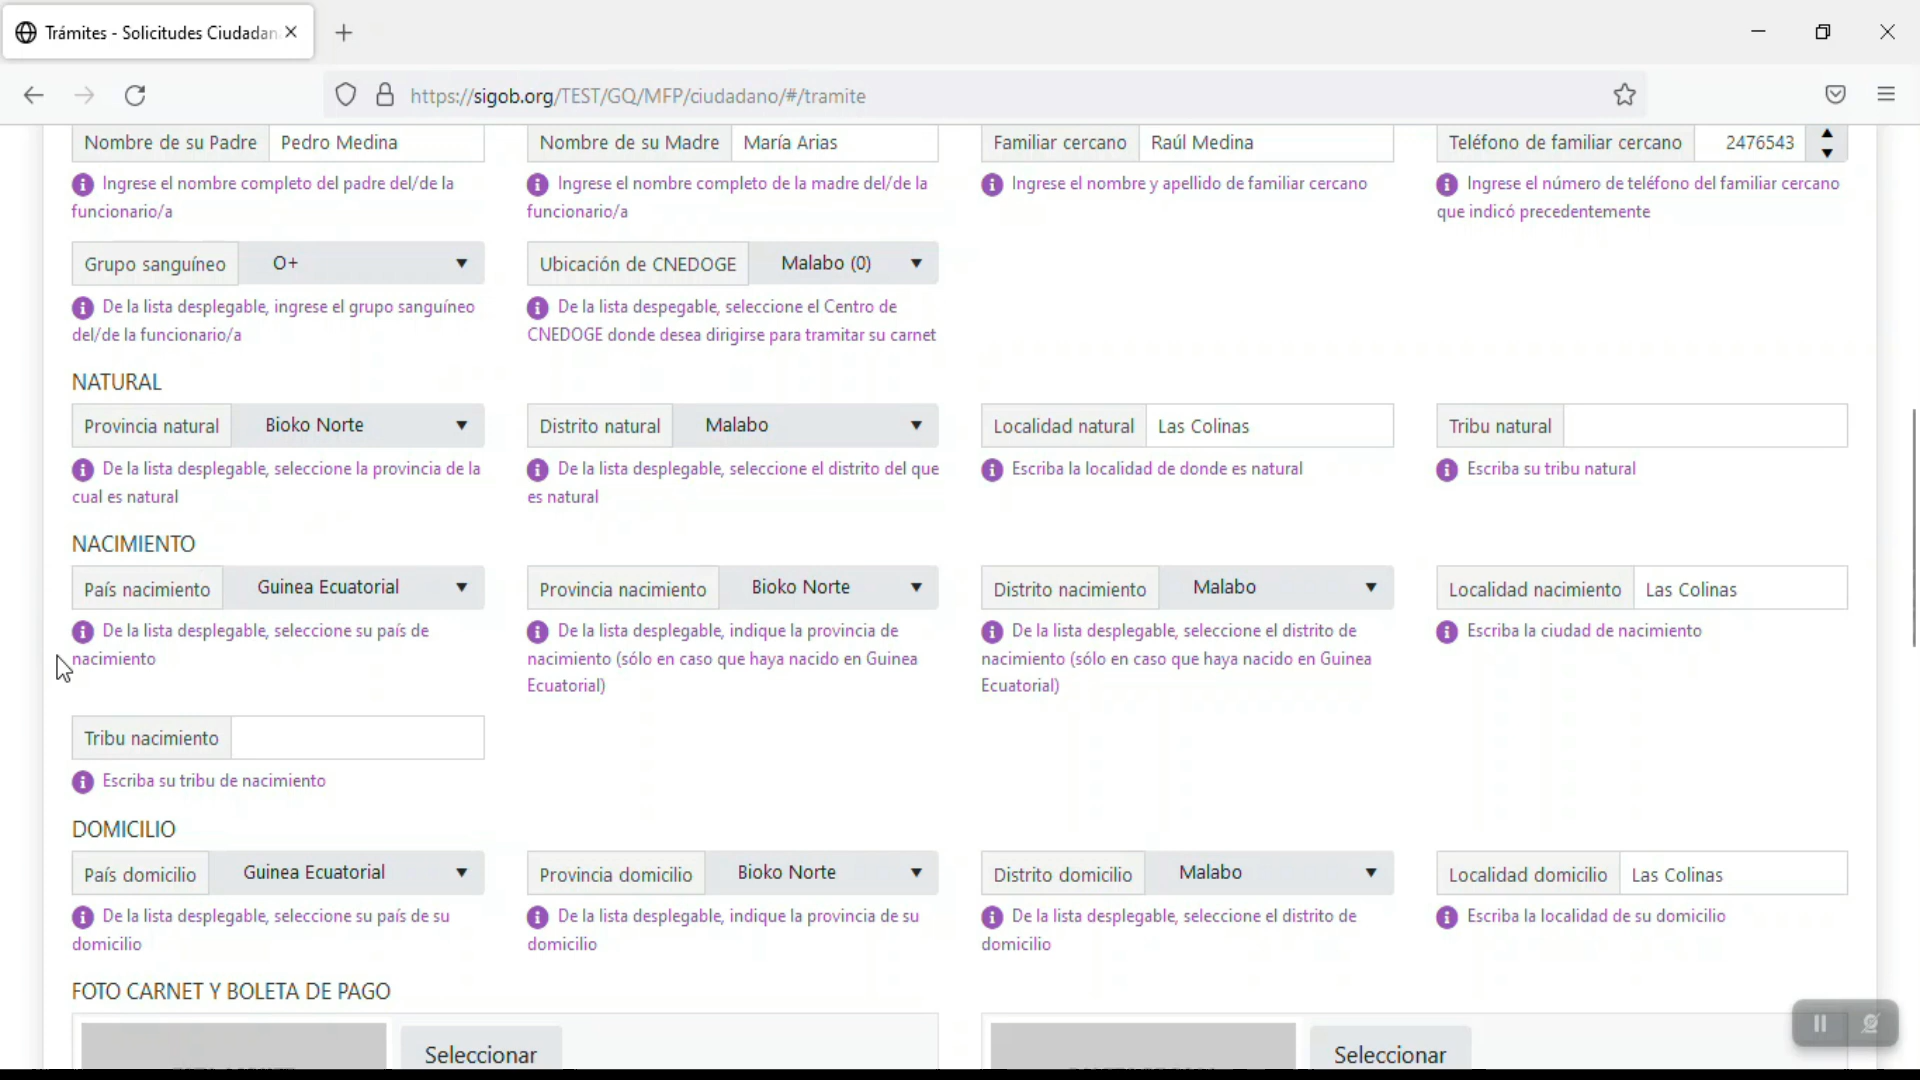 Trámites - Solicitudes Ciudadan
https://sigob.org/TEST/GQ/MFP/ciudadano/#/tramite
Nombre de su Padre Pedro Medina Nombre de su Madre María Arias Familiar cercano Raúl Medina Teléfono de familiar cercano 2476543
Ingrese el nombre completo del padre del/de la
funcionario/a
Ingrese el nombre completo de la madre del/de la
funcionario/a
Ingrese el nombre y apellido de familiar cercano
Ingrese el número de teléfono del familiar cercano
que indicó precedentemente
Grupo sanguíneo O+ Ubicación de CNEDOGE Malabo (0)
De la lista desplegable, ingrese el grupo sanguíneo
del/de la funcionario/a
De la lista despegable, seleccione el Centro de
CNEDOGE donde desea dirigirse para tramitar su carnet
NATURAL
Provincia natural Bioko Norte Distrito natural Malabo Localidad natural Las Colinas Tribu natural
De la lista desplegable, seleccione la provincia de la
cual es natural
De la lista desplegable, seleccione el distrito del que
es natural
Escriba la localidad de donde es natural
Escriba su tribu natural
NACIMIENTO
País nacimiento Guinea Ecuatorial Provincia nacimiento Bioko Norte Distrito nacimiento Malabo Localidad nacimiento Las Colinas
De la lista desplegable, seleccione su país de
nacimiento
De la lista desplegable, indique la provincia de
nacimiento (sólo en caso que haya nacido en Guinea
Ecuatorial)
De la lista desplegable, seleccione el distrito de
nacimiento (sólo en caso que haya nacido en Guinea
Ecuatorial)
Escriba la ciudad de nacimiento
Tribu nacimiento
Escriba su tribu de nacimiento
DOMICILIO
País domicilio Guinea Ecuatorial Provincia domicilio Bioko Norte Distrito domicilio Malabo Localidad domicilio Las Colinas
De la lista desplegable, seleccione su país de su
domicilio
De la lista desplegable, indique la provincia de su
domicilio
De la lista desplegable, seleccione el distrito de
domicilio
Escriba la localidad de su domicilio
FOTO CARNET Y BOLETA DE PAGO
Seleccionar Seleccionar